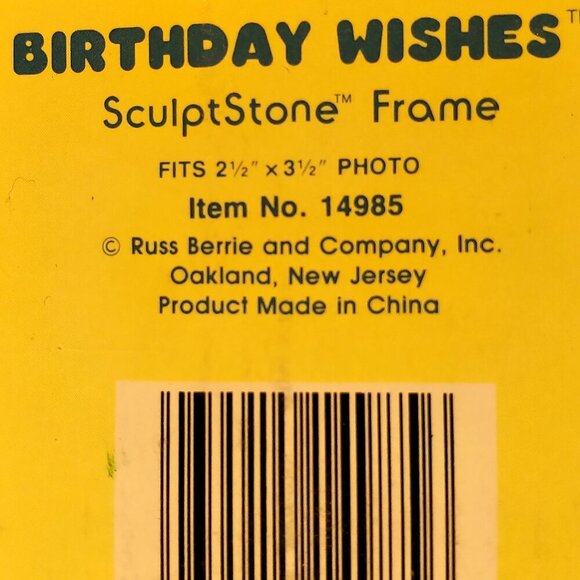 BIRTHDAY WISHES™
SculptStone™ Frame
FITS 2½" x 3½" PHOTO
Item No. 14985
© Russ Berrie and Company, Inc.
Oakland, New Jersey
Product Made in China